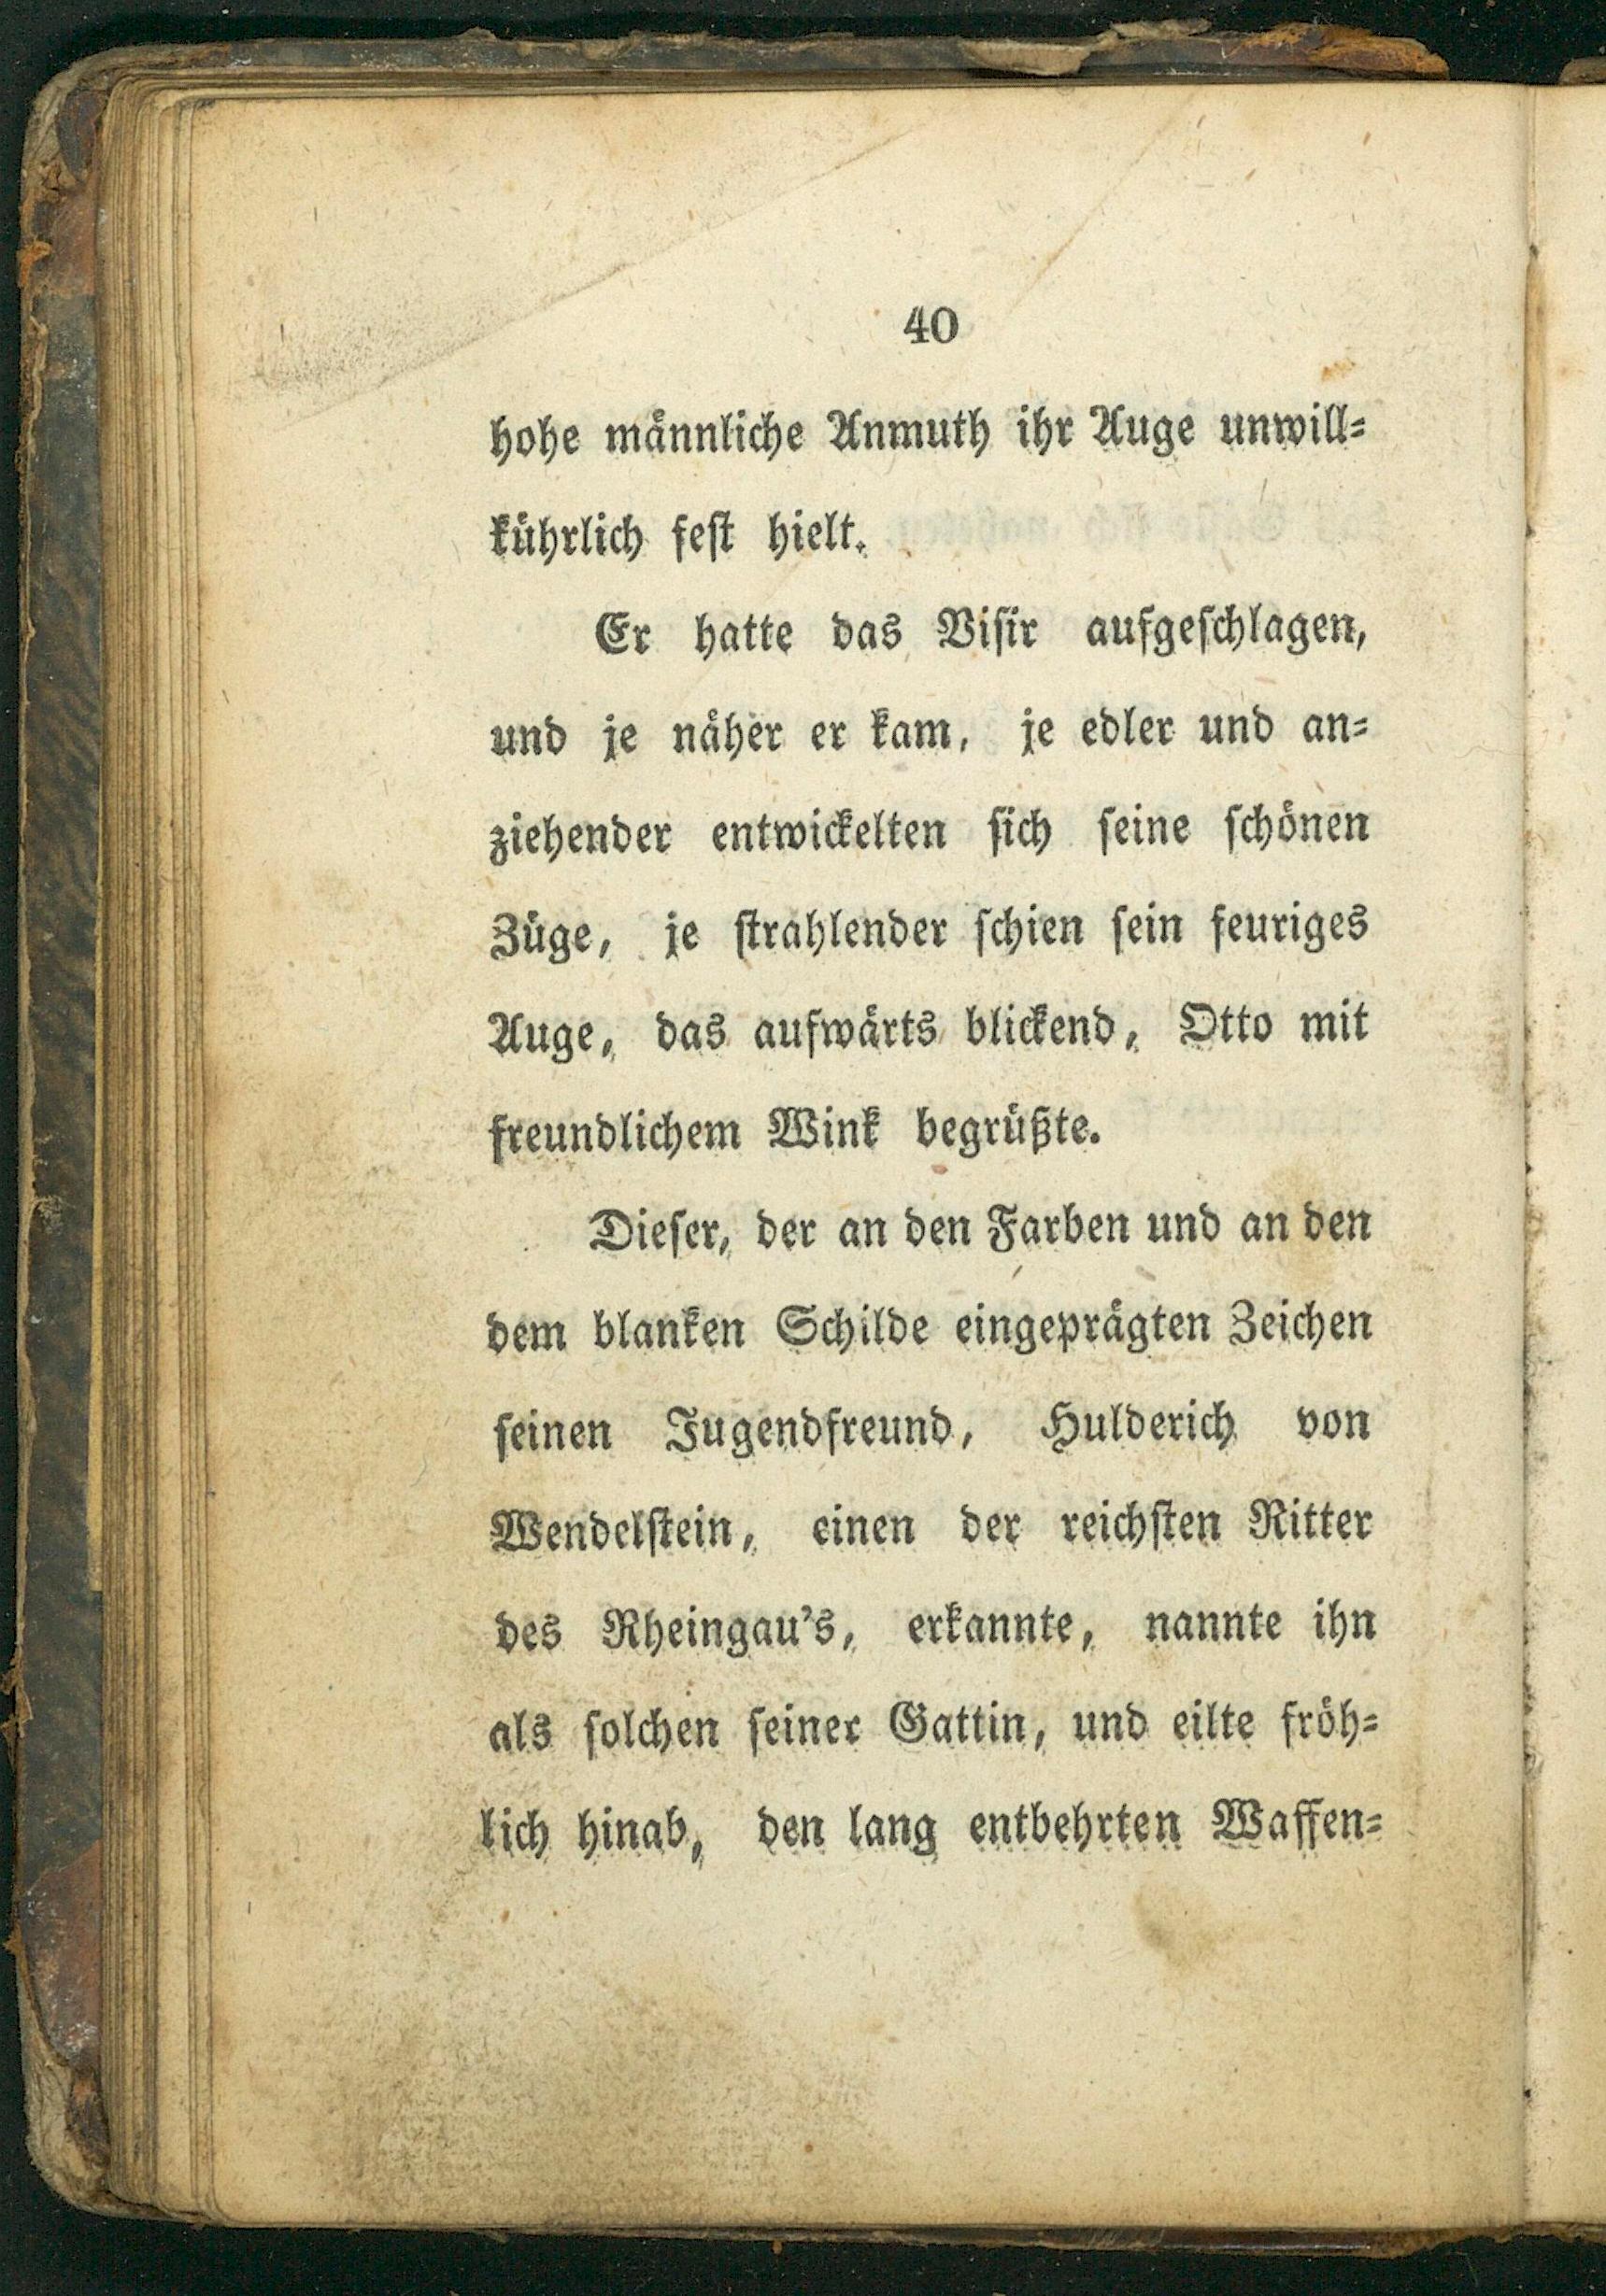 40
hohe männliche Anmuth ihr Auge unwill-
kührlich fest hielt.
Er hatte das Visir aufgeschlagen,
und je näher er kam, je edler und an-
ziehender entwickelten sich seine schönen
Züge, je strahlender schien sein feuriges
Auge, das aufwärts blickend, Otto mit
freundlichem Wink begrüßte.
Dieser, der an den Farben und an den
dem blanken Schilde eingeprägten Zeichen
seinen Jugendfreund, Hulderich von
Wendelstein, einen der reichsten Ritter
des Rheingau's, erkannte, nannte ihn
als solchen seiner Gattin, und eilte fröh-
lich hinab, den lang entbehrten Waffen-